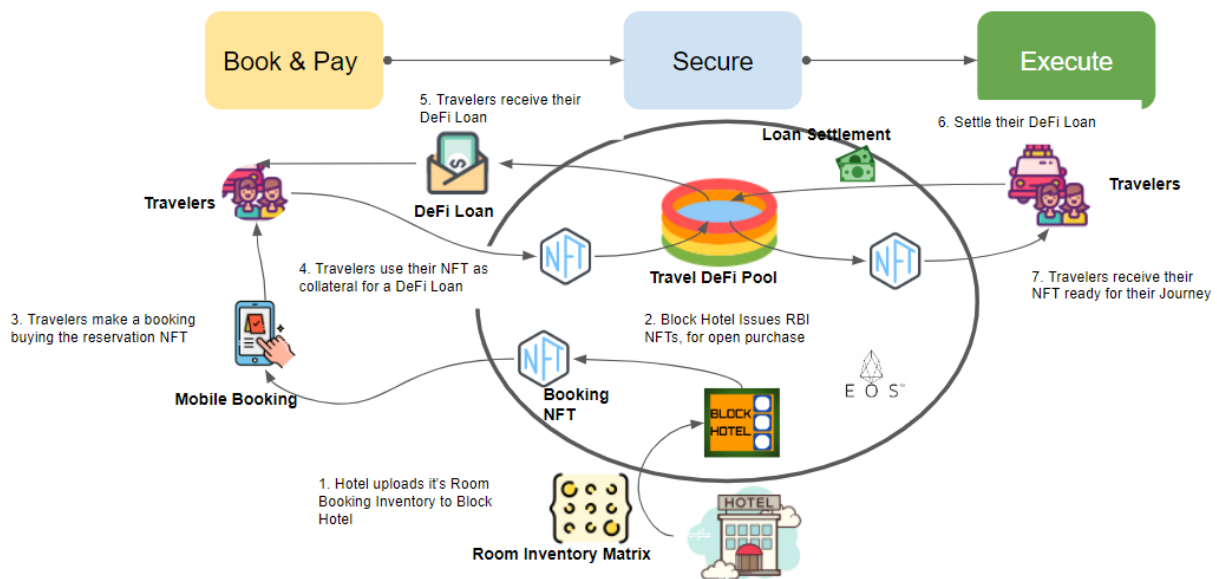 Book & Pay
Secure
Execute
5. Travelers receive their
DeFi Loan
Loan Settlement
6. Settle their DeFi Loan
Travelers
DeFi Loan
Travelers
NFT
NFT
Travel DeFi Pool
4. Travelers use their NFT as
collateral for a DeFi Loan
7. Travelers receive their
NFT ready for their Journey
3. Travelers make a booking
buying the reservation NFT
2. Block Hotel Issues RBI
NFTs, for open purchase
NFT
Mobile Booking
Booking
NFT
EOS
BLOCK
HOTEL
1. Hotel uploads it's Room
Booking Inventory to Block
Hotel
HOTEL
Room Inventory Matrix